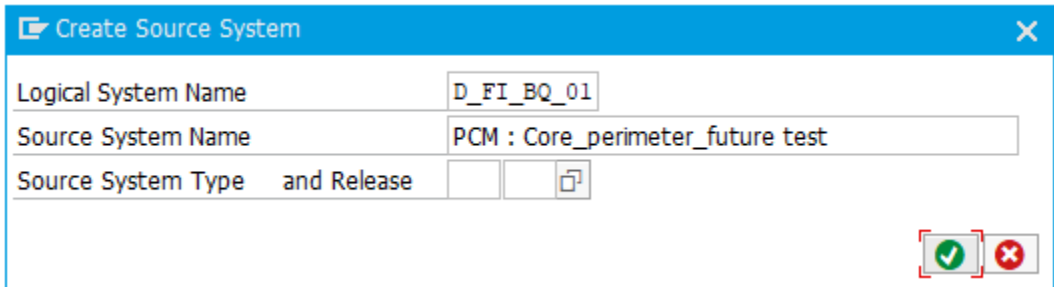 Create Source System
Logical System Name D_FI_BQ_01
Source System Name PCM : Core_perimeter_future test
Source System Type and Release